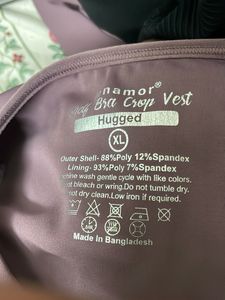 namor®
Bra Crop Vest
Hugged
XL
Outer Shell- 88%Poly 12%Spandex
Lining- 93%Poly 7%Spandex
hine wash gentle cycle with like colors.
ot bleach or wring.Do not tumble dry.
not dry clean.Low iron if required.
Made in Bangladesh